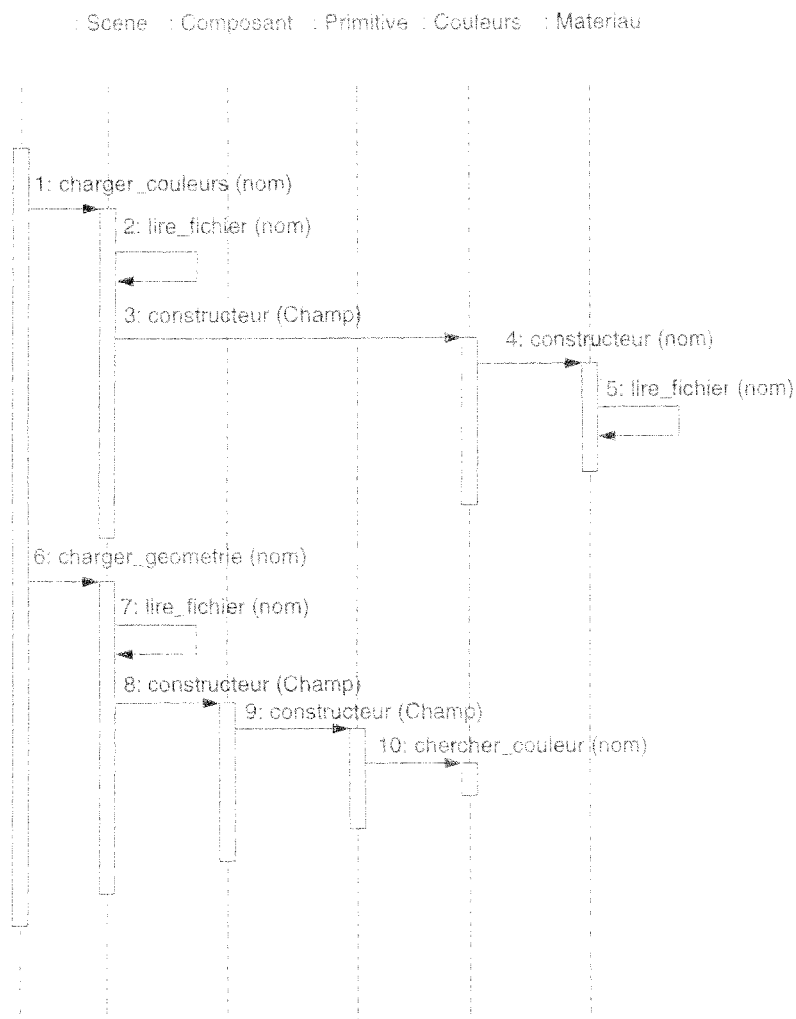 : Scene : Composant : Primitive : Couleurs : Materiau
1: charger_couleurs (nom)
2: lire_fichier (nom)
3: constructeur (Champ)
4: constructeur (nom)
5: lire_fichier (nom)
6: charger_geometrie (nom)
7: lire_fichier (nom)
8: constructeur (Champ)
9: constructeur (Champ)
10: chercher_couleur (nom)